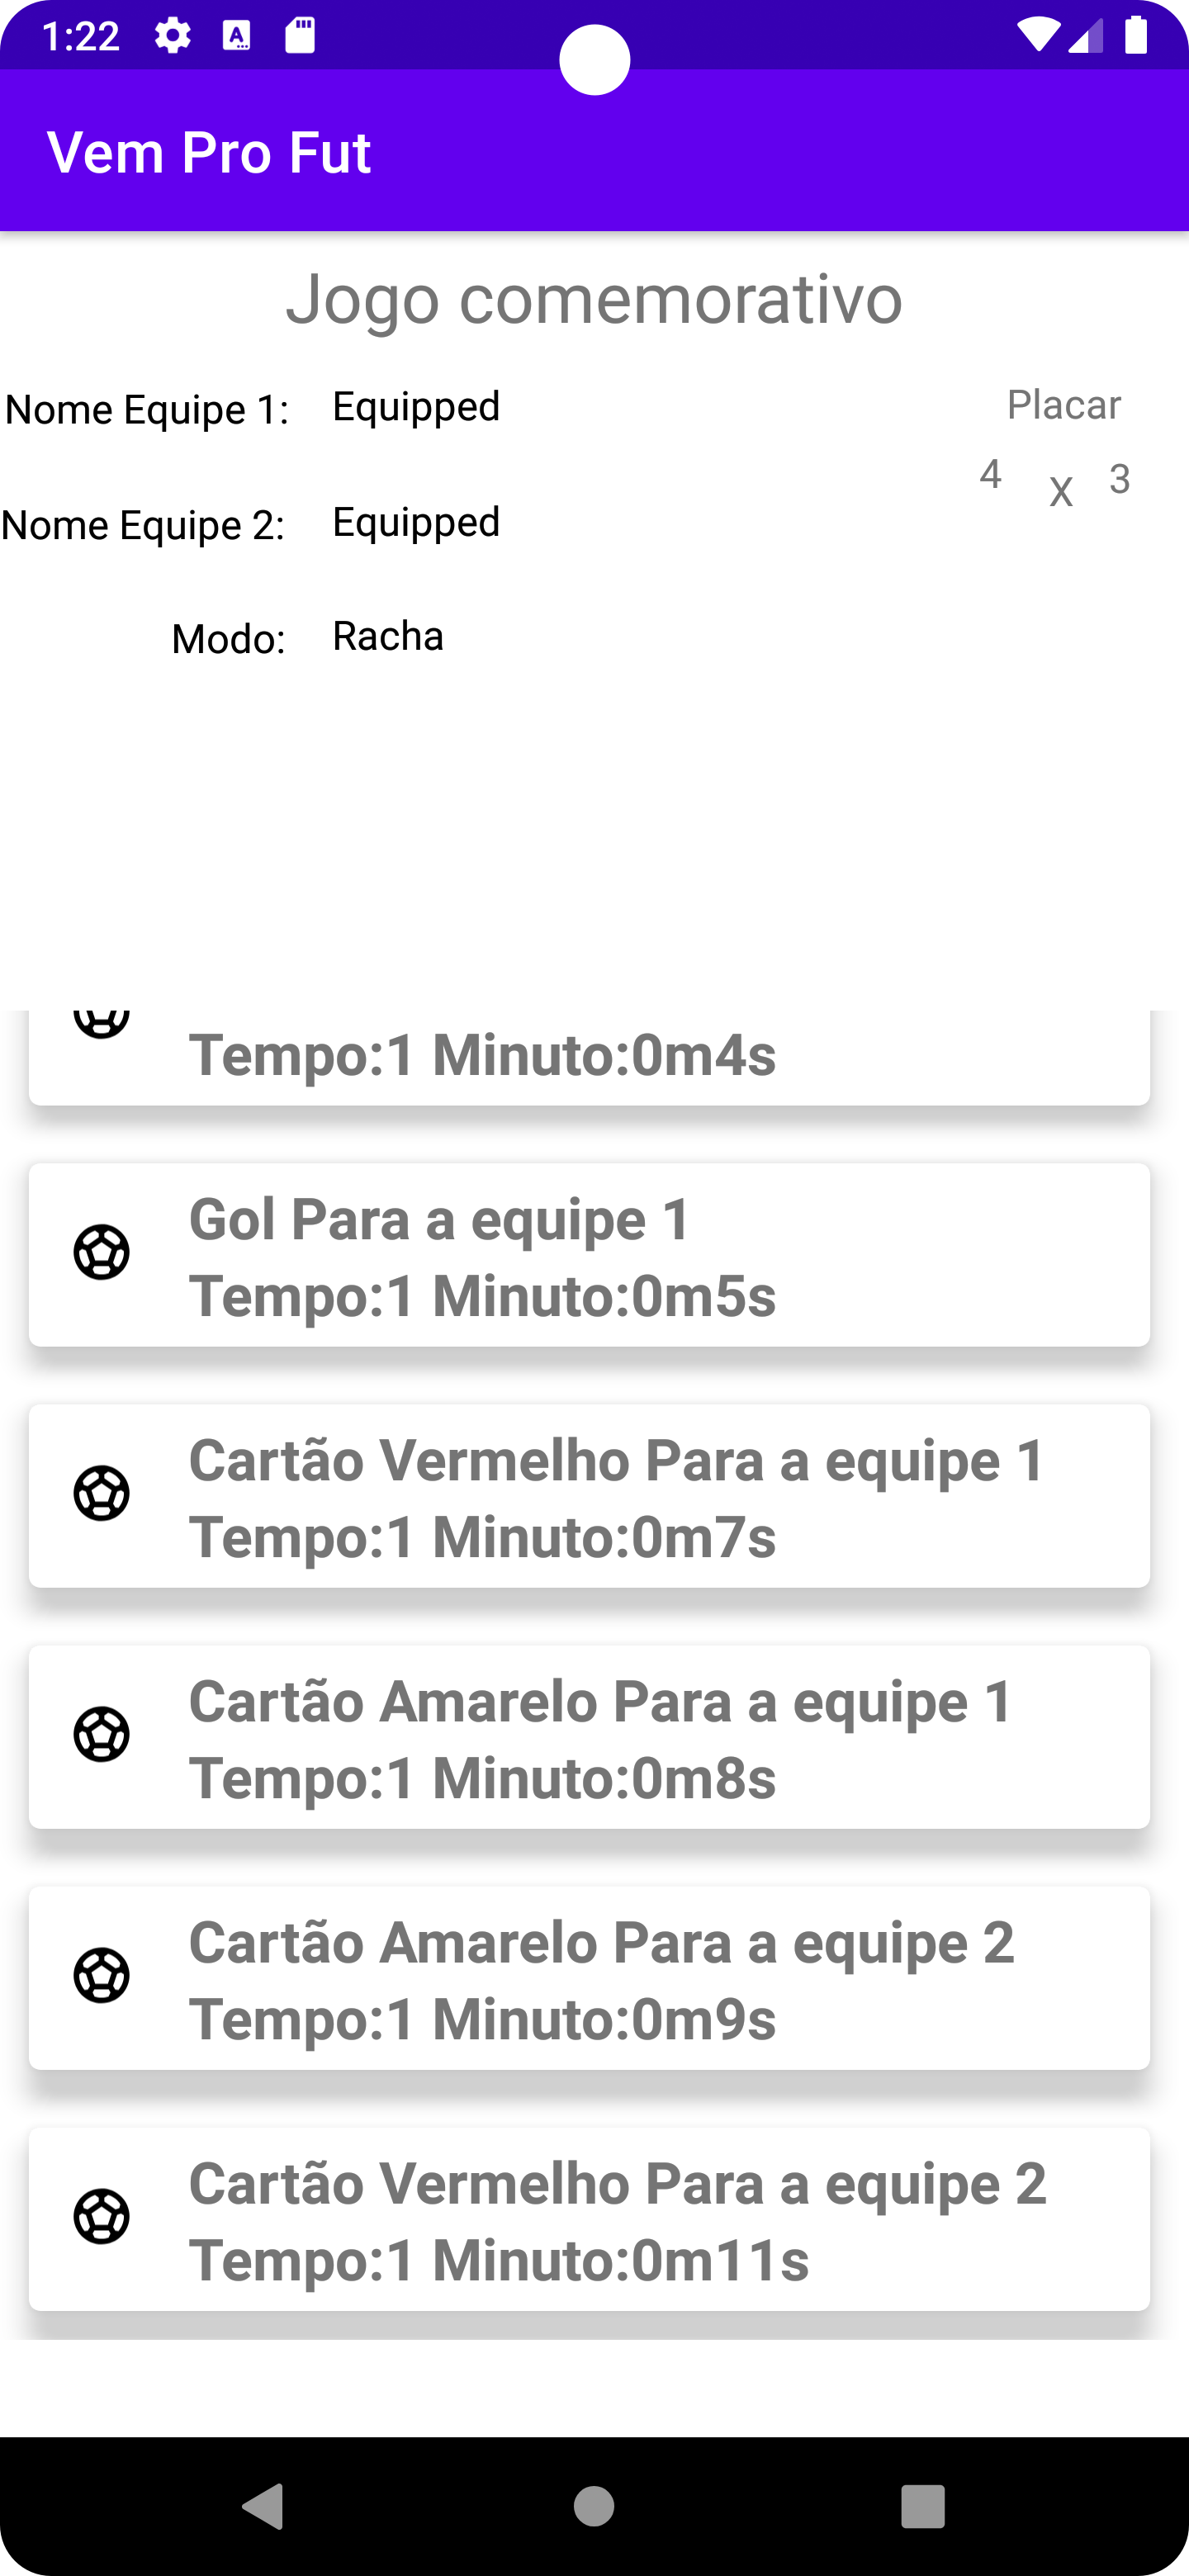 1:22
Vem Pro Fut
Jogo comemorativo
Nome Equipe 1: Equipped
Placar
4 X 3
Nome Equipe 2: Equipped
Modo: Racha
Tempo:1 Minuto:0m4s
Gol Para a equipe 1
Tempo:1 Minuto:0m5s
Cartão Vermelho Para a equipe 1
Tempo:1 Minuto:0m7s
Cartão Amarelo Para a equipe 1
Tempo:1 Minuto:0m8s
Cartão Amarelo Para a equipe 2
Tempo:1 Minuto:0m9s
Cartão Vermelho Para a equipe 2
Tempo:1 Minuto:0m11s